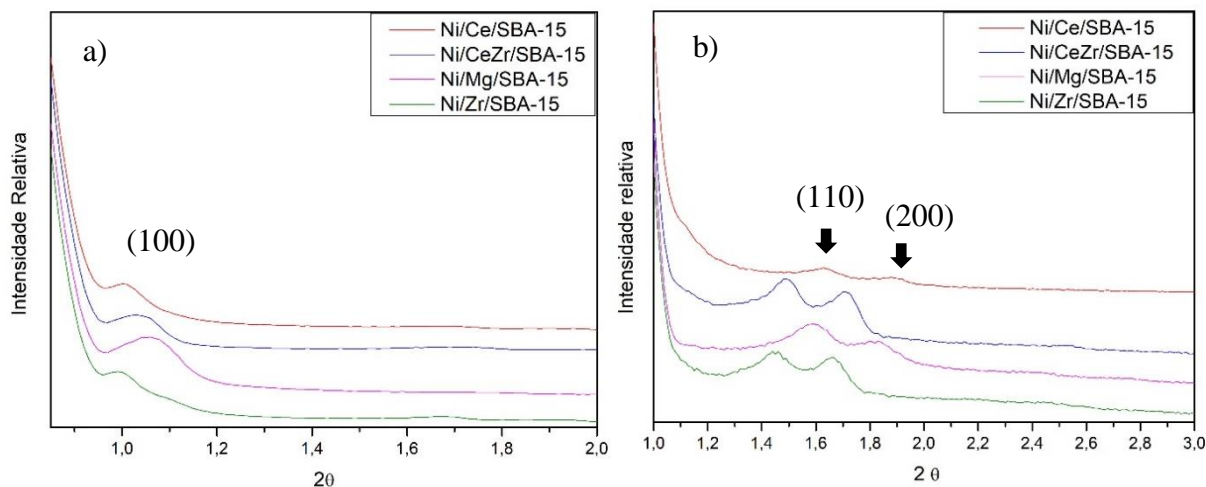 a)
Ni/Ce/SBA-15
Ni/CeZr/SBA-15
Ni/Mg/SBA-15
Ni/Zr/SBA-15
(100)
Intensidade Relativa
1,0
1,2
1,4
1,6
1,8
2,0
2θ
b)
Ni/Ce/SBA-15
Ni/CeZr/SBA-15
Ni/Mg/SBA-15
Ni/Zr/SBA-15
(110)
(200)
Intensidade relativa
1,0
1,2
1,4
1,6
1,8
2,0
2,2
2,4
2,6
2,8
3,0
2 θ